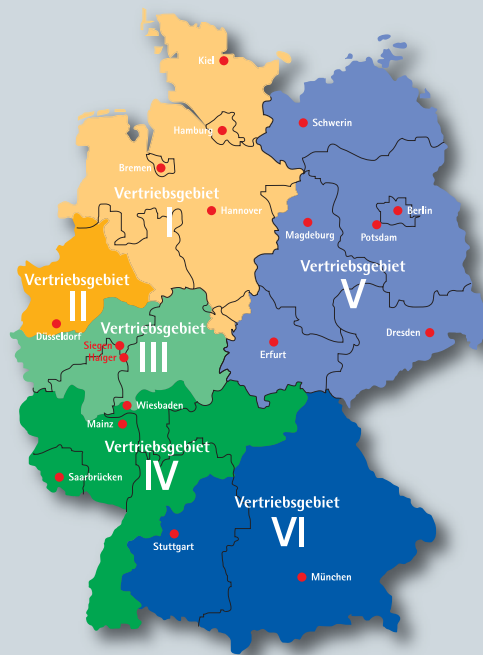 Kiel
Schwerin
Hamburg
Bremen
Vertriebsgebiet
I
Hannover
Berlin
Magdeburg
Potsdam
Vertriebsgebiet
V
Vertriebsgebiet
II
Düsseldorf
Vertriebsgebiet
III
Siegen
Haiger
Dresden
Erfurt
Wiesbaden
Mainz
Vertriebsgebiet
IV
Saarbrücken
Vertriebsgebiet
VI
Stuttgart
München